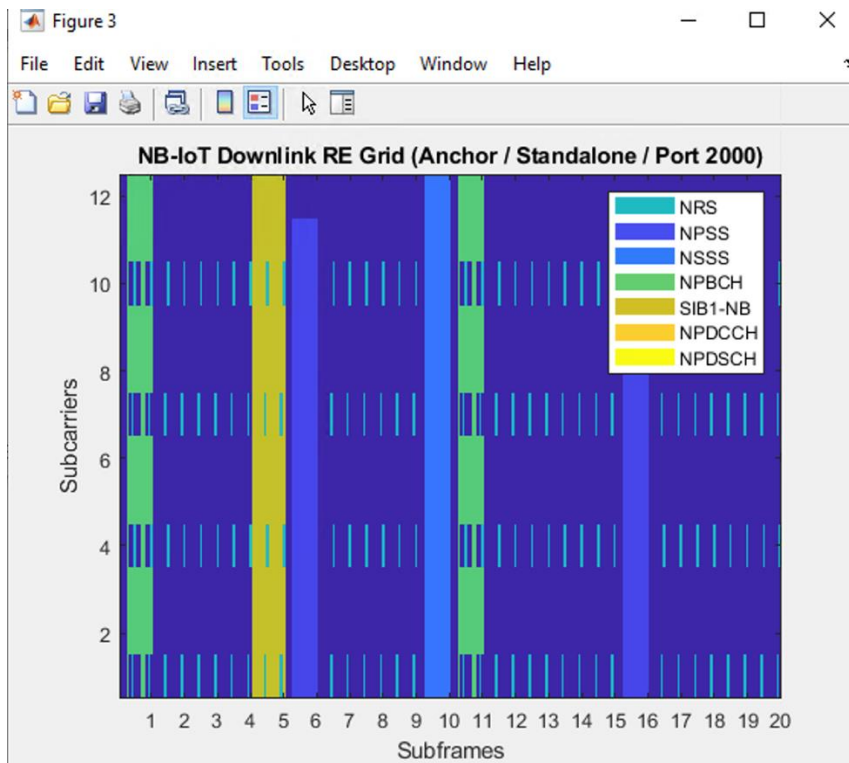 Figure 3
File Edit View Insert Tools Desktop Window Help
NB-IoT Downlink RE Grid (Anchor / Standalone / Port 2000)
12
10
8
6
4
2
Subcarriers
NRS
NPSS
NSSS
NPBCH
SIB1-NB
NPDCCH
NPDSCH
1 2 3 4 5 6 7 8 9 10 11 12 13 14 15 16 17 18 19 20
Subframes